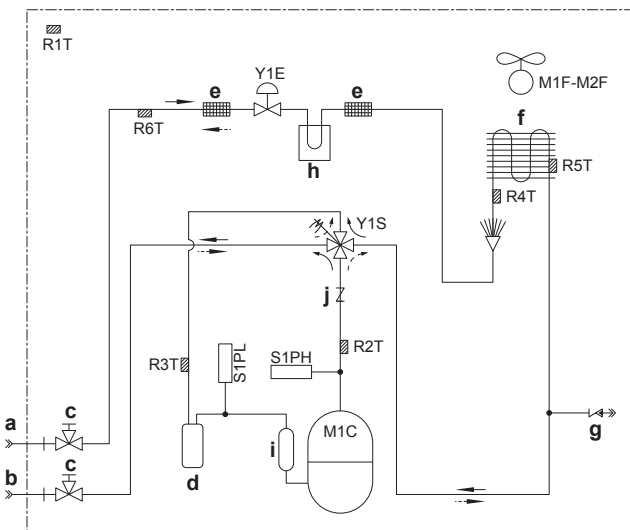 R1T
Y1E
M1F-M2F
e
e
f
R6T
h
R5T
R4T
Y1S
j
R3T
S1PL
S1PH
R2T
a
c
M1C
g
b
c
d
i